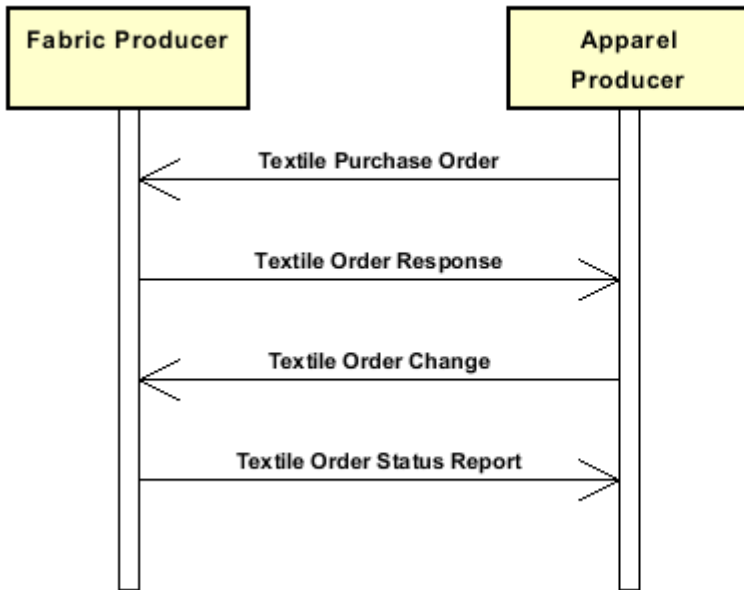 Fabric Producer
Apparel
Producer
Textile Purchase Order
Textile Order Response
Textile Order Change
Textile Order Status Report